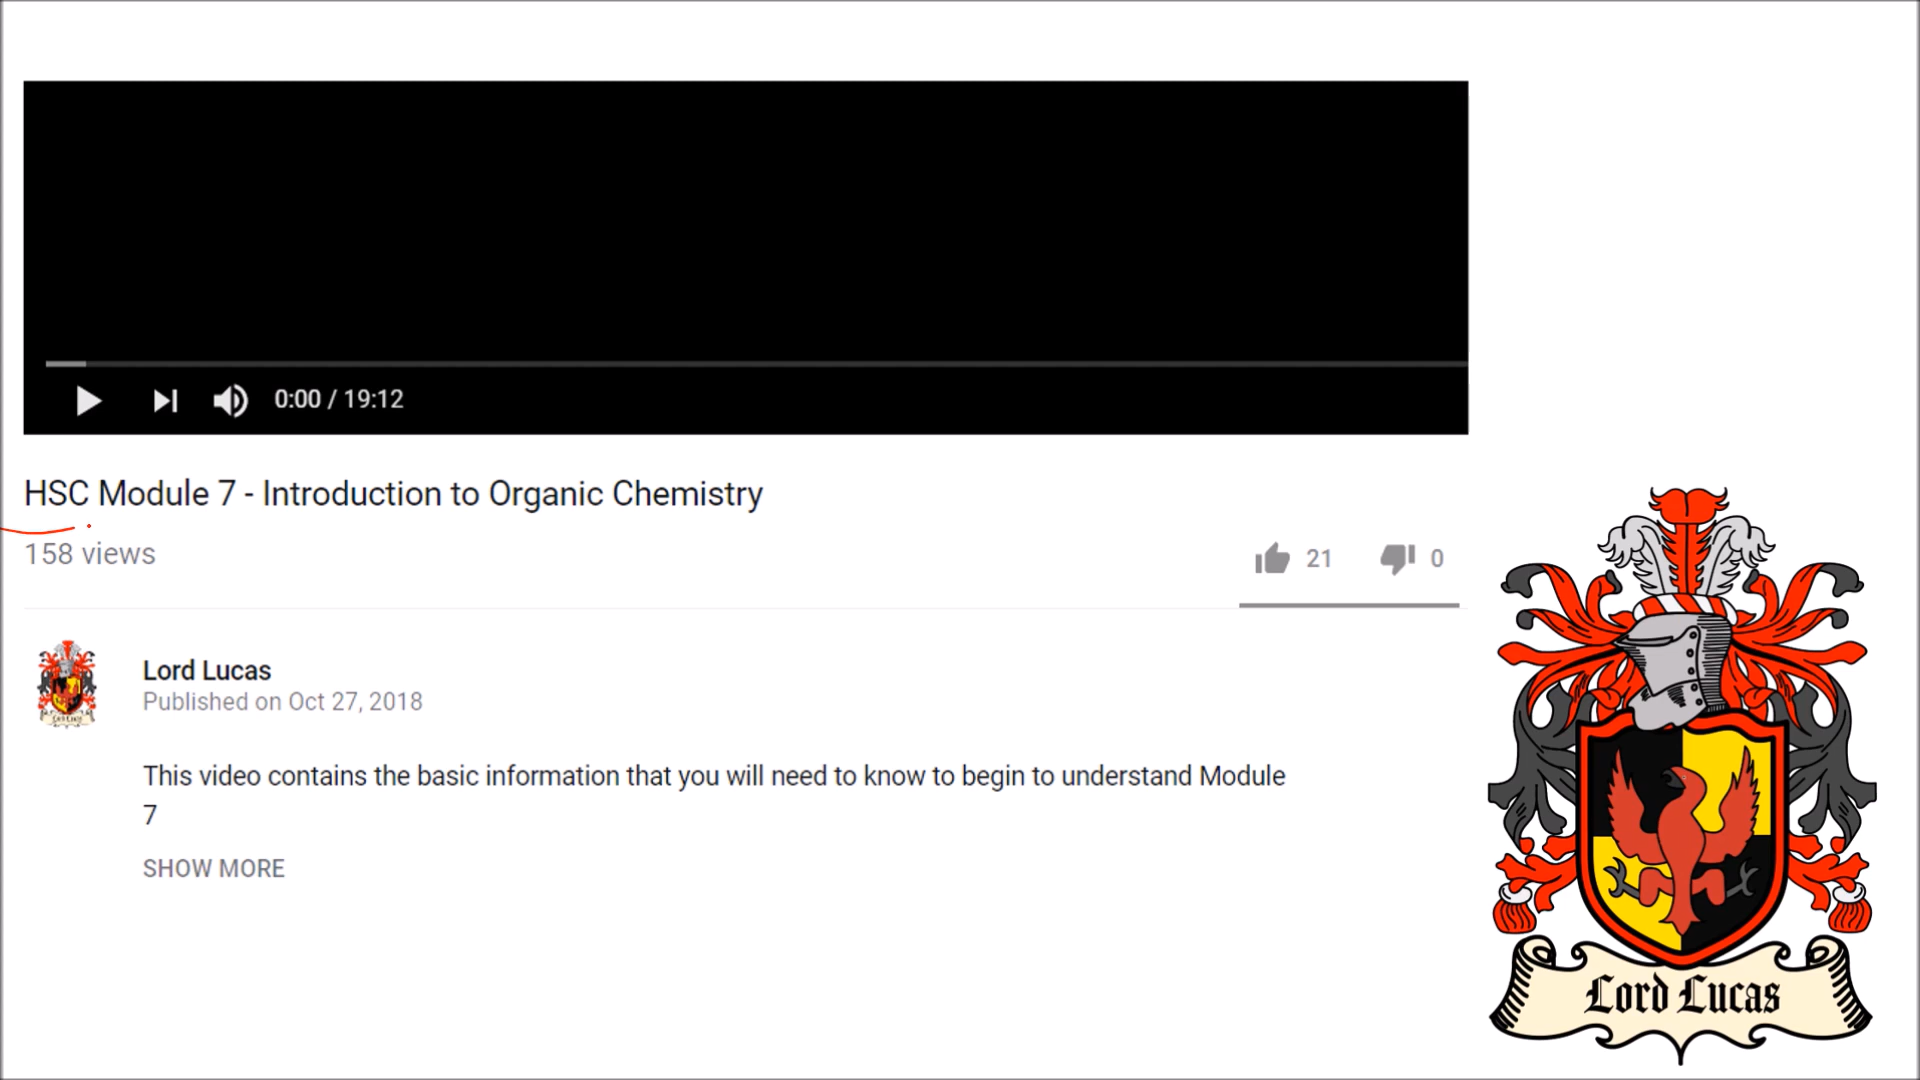 0:00 / 19:12
HSC Module 7 - Introduction to Organic Chemistry
158 views
21
0
Lord Lucas
Published on Oct 27, 2018
This video contains the basic information that you will need to know to begin to understand Module
7
SHOW MORE
Lord Lucas